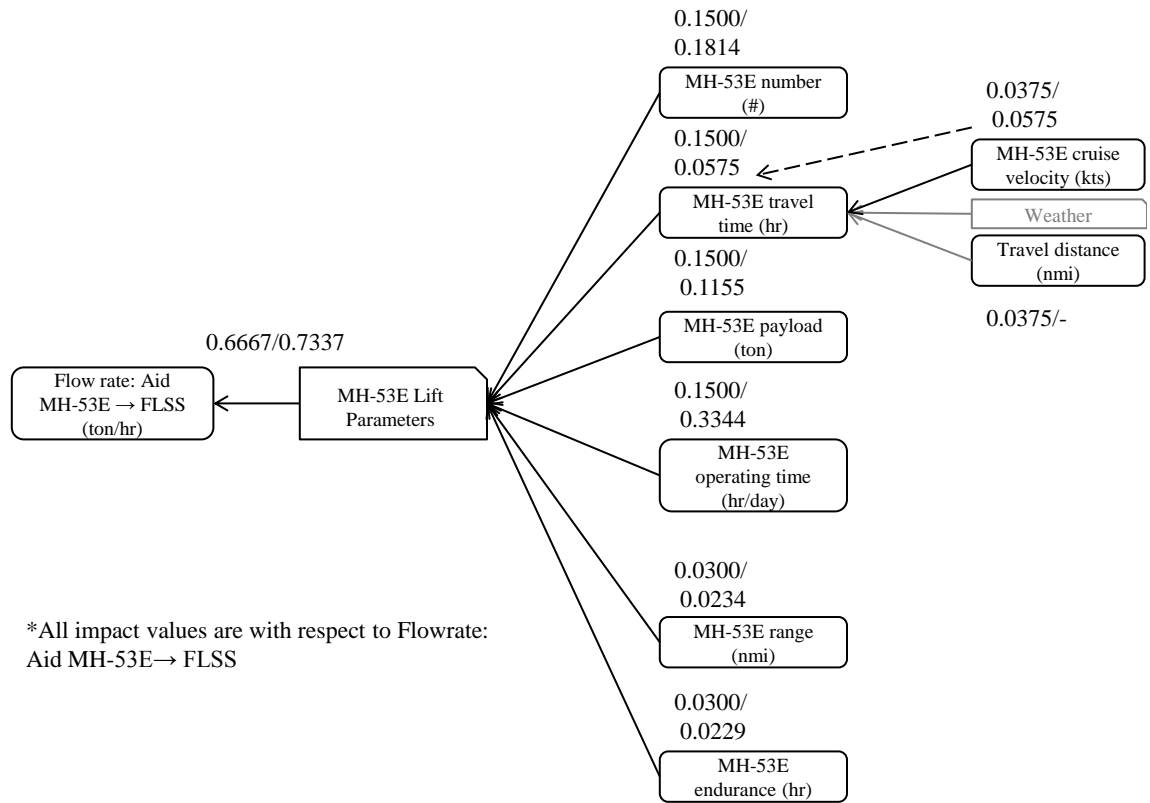 0.1500/
0.1814
MH-53E number
(#)
0.1500/
0.0575
MH-53E travel
time (hr)
0.0375/
0.0575
MH-53E cruise
velocity (kts)
Weather
Travel distance
(nmi)
0.0375/-
0.1500/
0.1155
MH-53E payload
(ton)
0.6667/0.7337
Flow rate: Aid
MH-53E → FLSS
(ton/hr)
MH-53E Lift
Parameters
0.1500/
0.3344
MH-53E
operating time
(hr/day)
0.0300/
0.0234
MH-53E range
(nmi)
*All impact values are with respect to Flowrate:
Aid MH-53E→ FLSS
0.0300/
0.0229
MH-53E
endurance (hr)